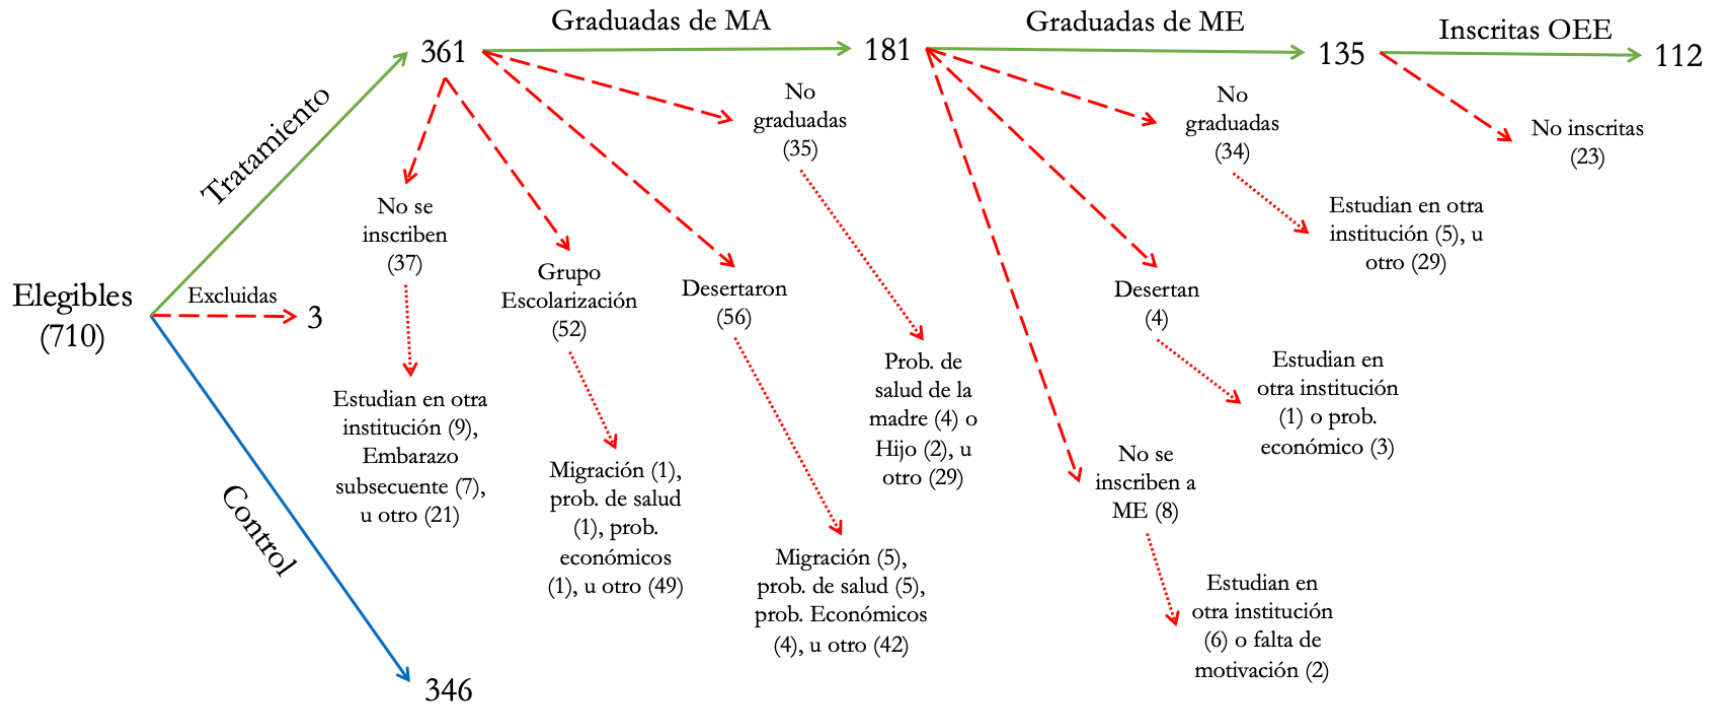 Graduadas de MA
Graduadas de ME
Inscritas OEE
361
181
135
112
Tratamiento
No
graduadas
(35)
No
graduadas
(34)
No inscritas
(23)
No se
inscriben
(37)
Estudian en otra
institución (5), u
otro (29)
Grupo
Escolarización
(52)
Desertaron
(56)
Desertan
(4)
Elegibles
(710)
Excluidas
3
Estudian en otra
institución (9),
Embarazo
subsecuente (7),
u otro (21)
Prob. de
salud de la
madre (4) o
Hijo (2), u
otro (29)
Estudian en
otra institución
(1) o prob.
económico (3)
Migración (1),
prob. de salud
(1), prob.
económicos
(1), u otro (49)
No se
inscriben a
ME (8)
Migración (5),
prob. de salud (5),
prob. Económicos
(4), u otro (42)
Estudian en
otra institución
(6) o falta de
motivación (2)
Control
346